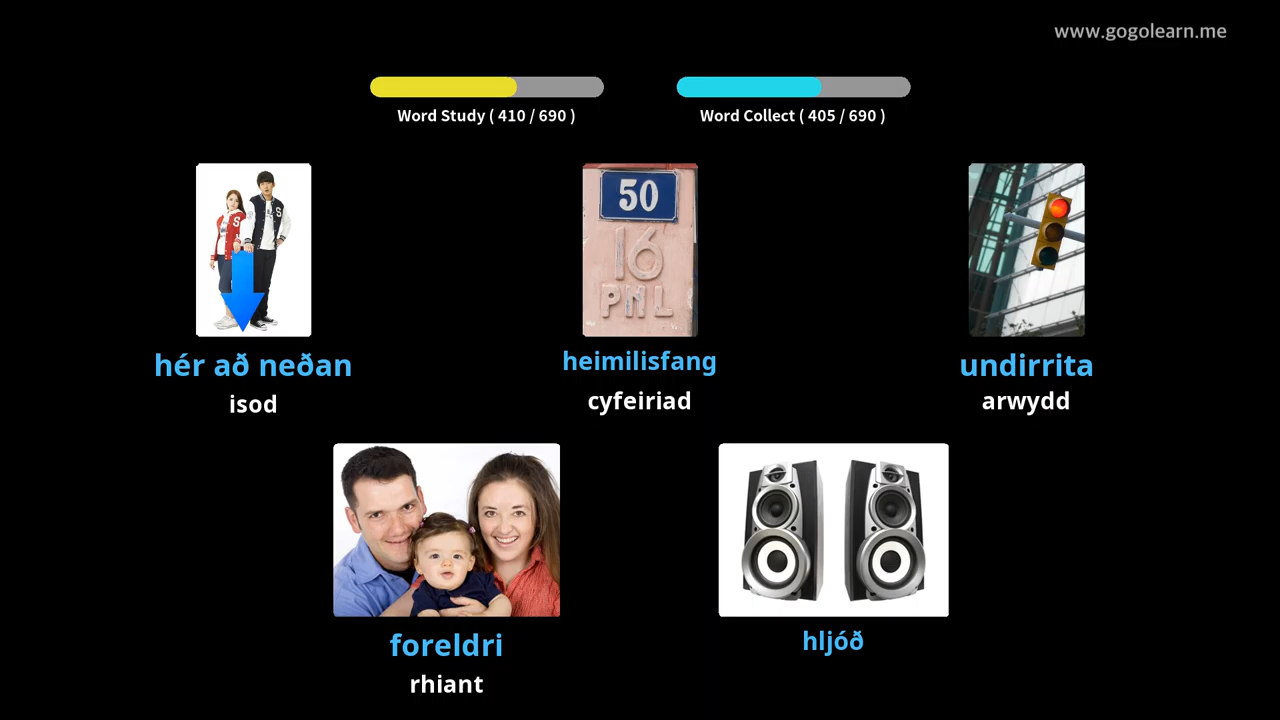 www.gogolearn.me
Word Study ( 410 / 690 )
Word Collect ( 405 / 690 )
50
16
PHL
hér að neðan
isod
heimilisfang
cyfeiriad
undirrita
arwydd
foreldri
rhiant
hljóð